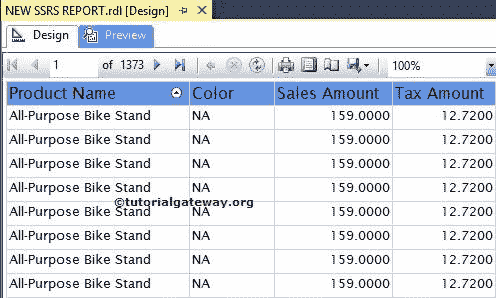 NEW SSRS REPORT.rdl [Design]
Design Preview
1 of 1373 100%
Product Name Color Sales Amount Tax Amount
All-Purpose Bike Stand NA 159.0000 12.7200
All-Purpose Bike Stand NA 159.0000 12.7200
All-Purpose Bike Stand NA 159.0000 12.7200
All-Purpose Bike Stand NA 159.0000 12.7200
©tutorialgateway.org
All-Purpose Bike Stand NA 159.0000 12.7200
All-Purpose Bike Stand NA 159.0000 12.7200
All-Purpose Bike Stand NA 159.0000 12.7200
All-Purpose Bike Stand NA 159.0000 12.7200